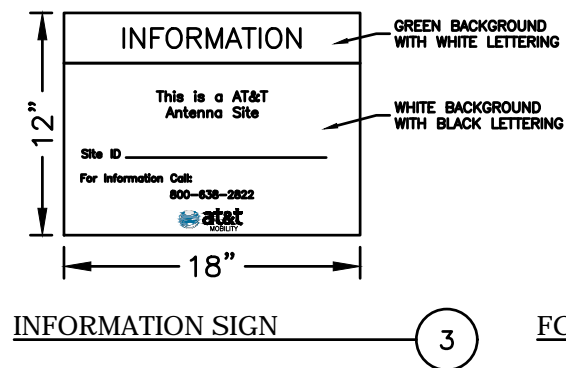 INFORMATION
GREEN BACKGROUND
WITH WHITE LETTERING
This is a AT&T
Antenna Site
WHITE BACKGROUND
WITH BLACK LETTERING
12"
Site ID
For Information Call:
800-638-2822
at&t
MOBILITY
18"
INFORMATION SIGN
3